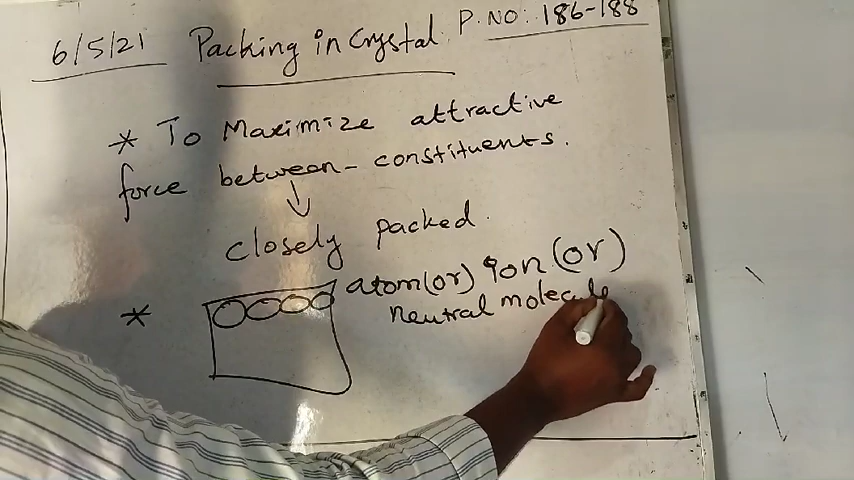 6/5/21 Packing in Crystal P. NO: 186-188
* To Maximize attractive
force between- constituents.
↓
closely packed.
* atom(or) ion (or)
neutral molecule